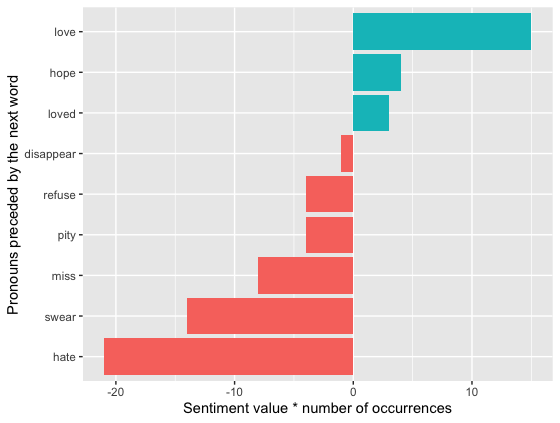 love
hope
loved
disappear
refuse
pity
miss
swear
hate
Pronouns preceded by the next word
-20 -10 0 10
Sentiment value * number of occurrences